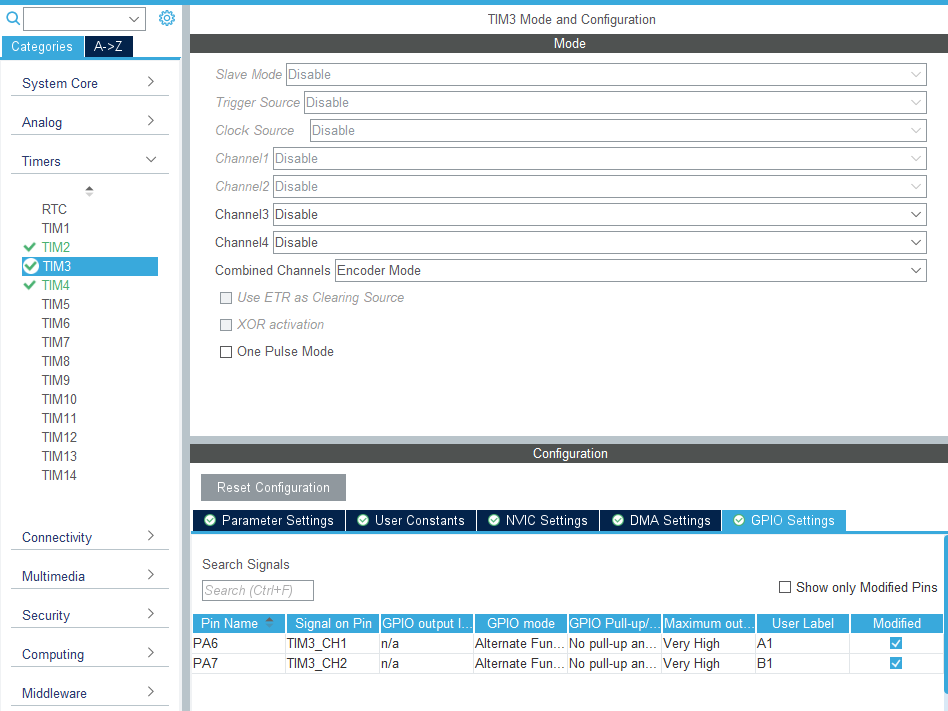 TIM3 Mode and Configuration
Categories A->Z
Mode
System Core
Analog
Timers
RTC
TIM1
TIM2
TIM3
TIM4
TIM5
TIM6
TIM7
TIM8
TIM9
TIM10
TIM11
TIM12
TIM13
TIM14
Connectivity
Multimedia
Security
Computing
Middleware
Slave Mode Disable
Trigger Source Disable
Clock Source Disable
Channel1 Disable
Channel2 Disable
Channel3 Disable
Channel4 Disable
Combined Channels Encoder Mode
Use ETR as Clearing Source
XOR activation
One Pulse Mode
Configuration
Reset Configuration
Parameter Settings User Constants NVIC Settings DMA Settings GPIO Settings
Search Signals
Search (Ctrl+F)
Show only Modified Pins
Pin Name Signal on Pin GPIO output l... GPIO mode GPIO Pull-up/... Maximum out... User Label Modified
PA6 TIM3_CH1 n/a Alternate Fun... No pull-up an... Very High A1
PA7 TIM3_CH2 n/a Alternate Fun... No pull-up an... Very High B1